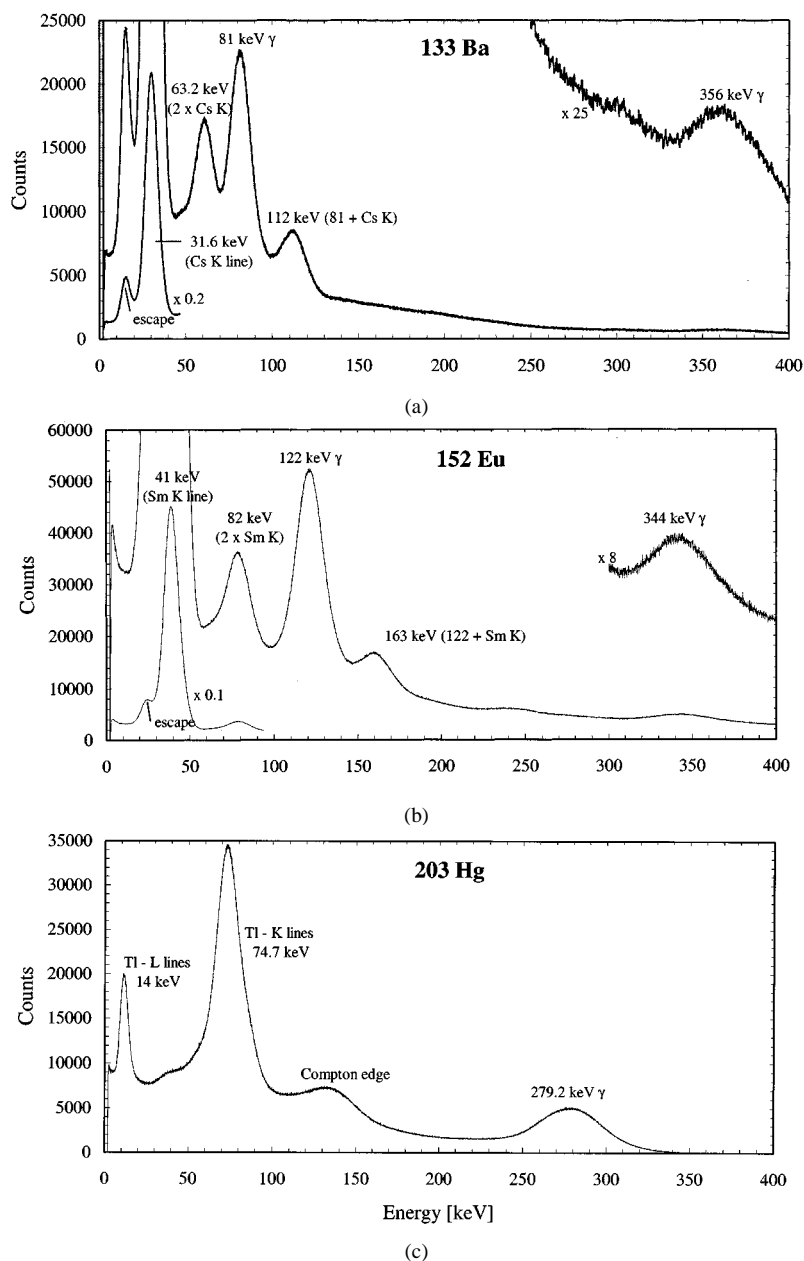 25000
20000
15000
10000
5000
0
Counts
133 Ba
81 keV γ
63.2 keV
(2 x Cs K)
x 25
356 keV γ
112 keV (81 + Cs K)
31.6 keV
(Cs K line)
x 0.2
escape
0 50 100 150 200 250 300 350 400
(a)
60000
50000
40000
30000
20000
10000
0
Counts
152 Eu
122 keV γ
41 keV
(Sm K line)
82 keV
(2 x Sm K)
344 keV γ
x 8
163 keV (122 + Sm K)
x 0.1
escape
0 50 100 150 200 250 300 350 400
(b)
35000
30000
25000
20000
15000
10000
5000
0
Counts
203 Hg
Tl - K lines
74.7 keV
Tl - L lines
14 keV
Compton edge
279.2 keV γ
0 50 100 150 200 250 300 350 400
Energy [keV]
(c)